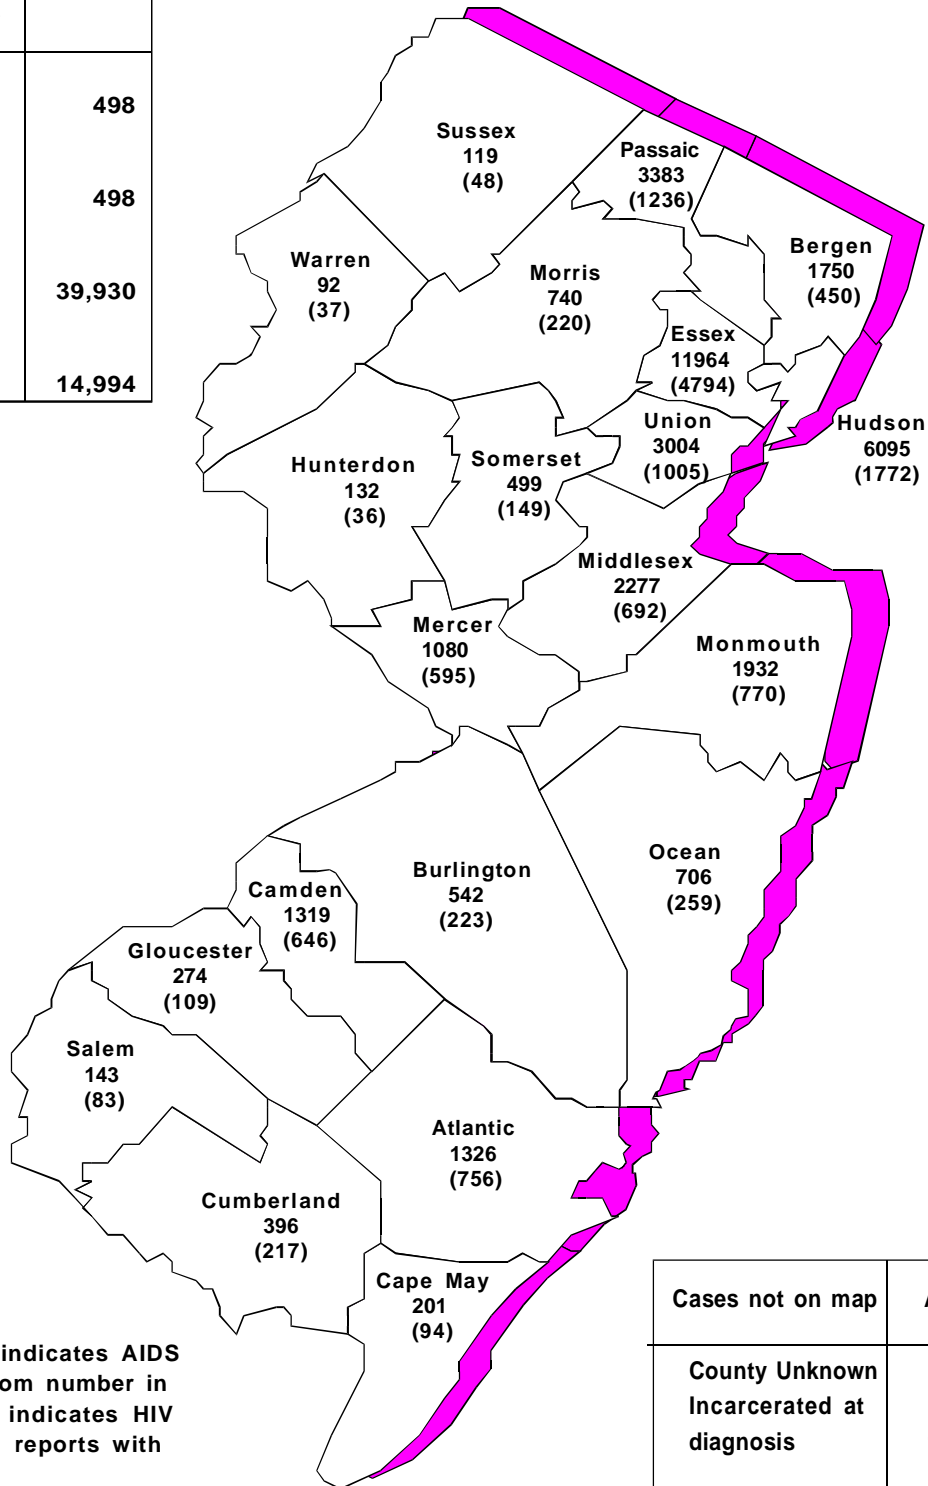 498
498
39,930
14,994
Sussex
119
(48)
Passaic
3383
(1236)
Bergen
1750
(450)
Warren
92
(37)
Morris
740
(220)
Essex
11964
(4794)
Hudson
6095
(1772)
Union
3004
(1005)
Hunterdon
132
(36)
Somerset
499
(149)
Middlesex
2277
(692)
Mercer
1080
(595)
Monmouth
1932
(770)
Ocean
706
(259)
Burlington
542
(223)
Camden
1319
(646)
Gloucester
274
(109)
Salem
143
(83)
Atlantic
1326
(756)
Cumberland
396
(217)
Cape May
201
(94)
indicates AIDS
om number in
indicates HIV
reports with
Cases not on map
County Unknown
Incarcerated at
diagnosis